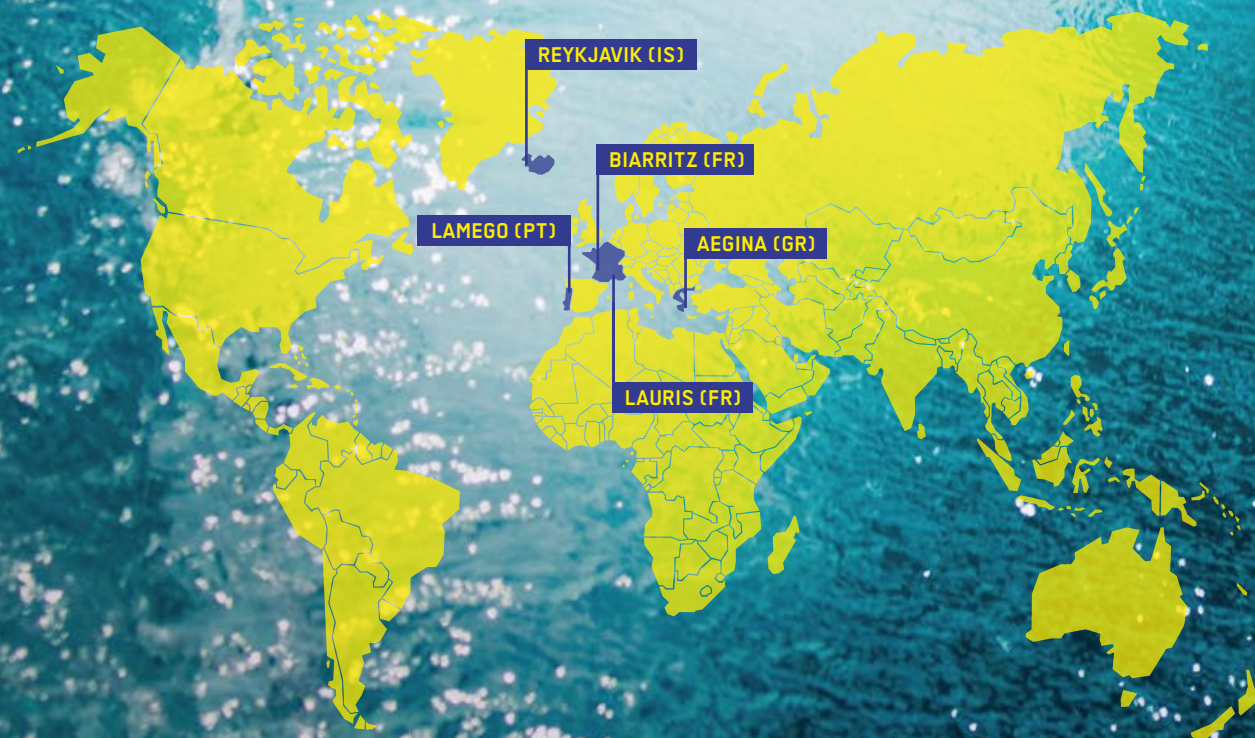 REYKJAVIK (IS)
BIARRITZ (FR)
LAMEGO (PT)
AEGINA (GR)
LAURIS (FR)